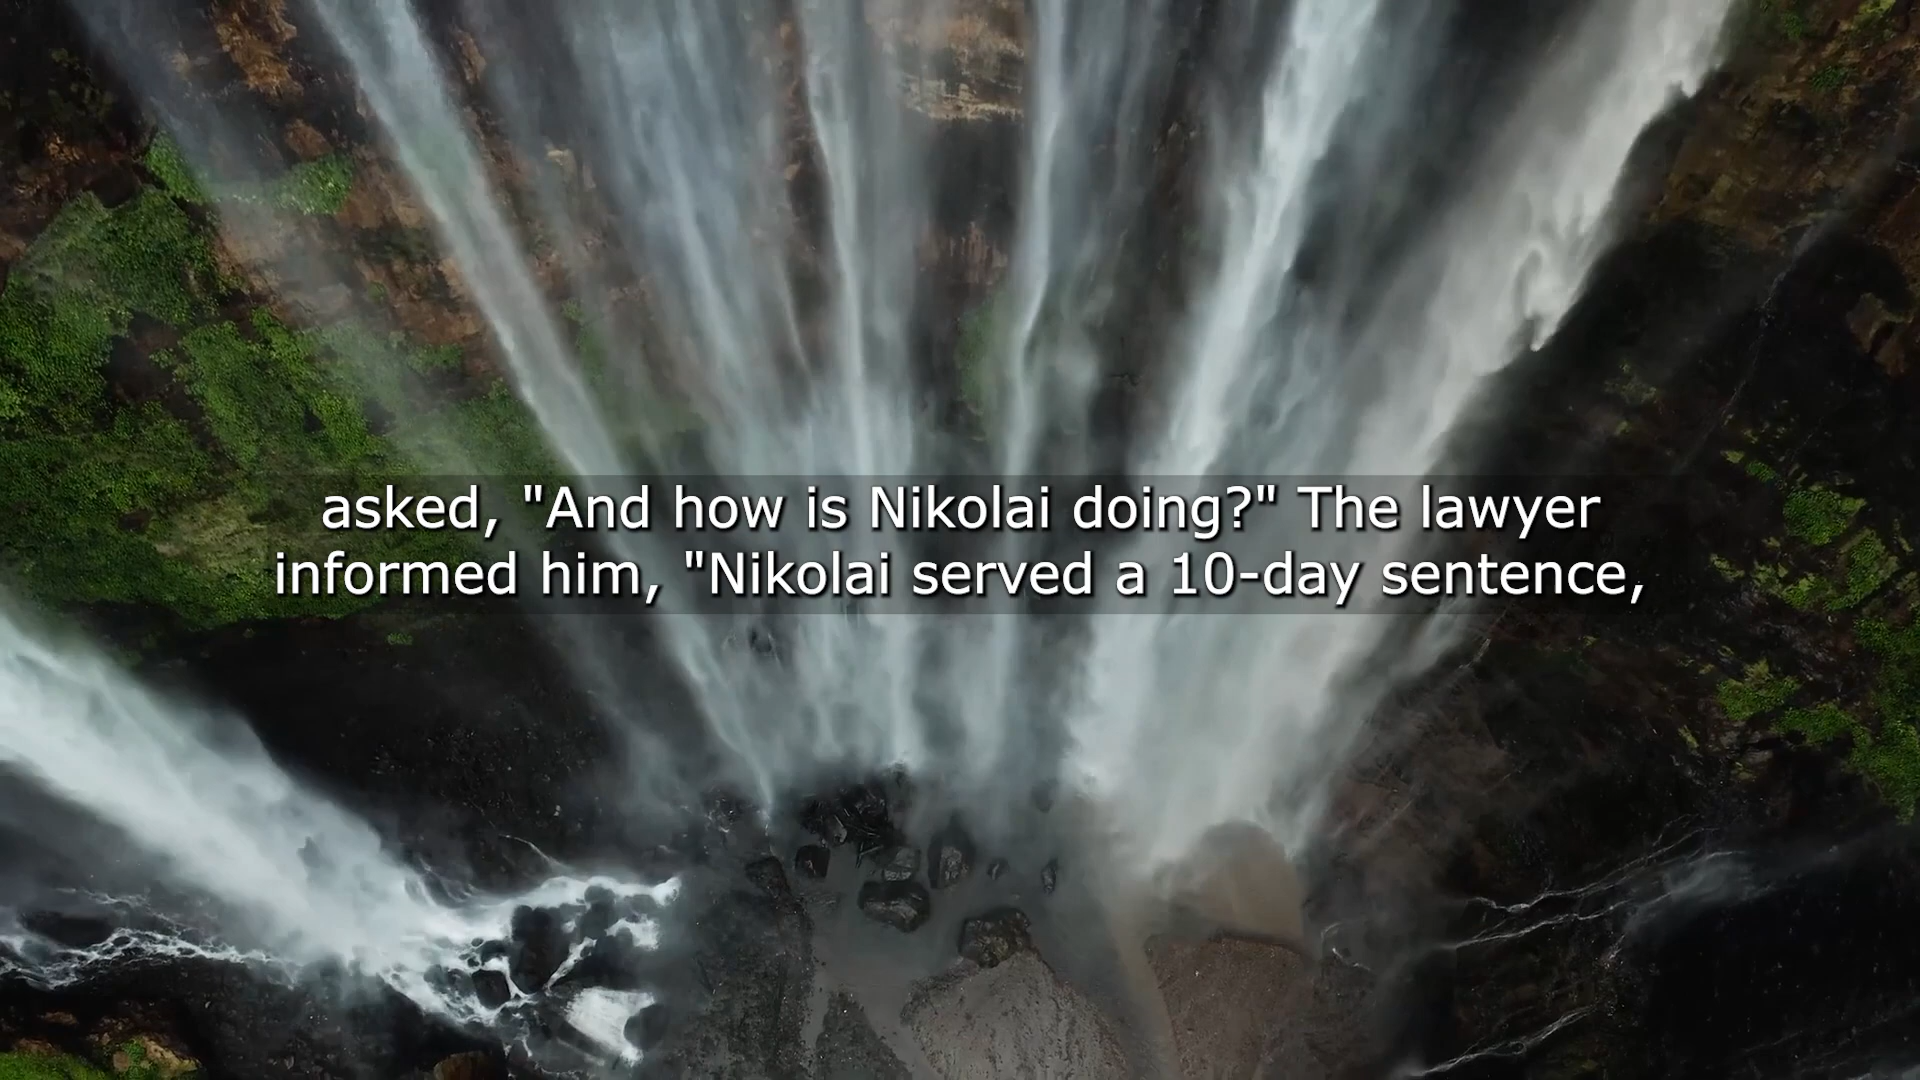 asked, "And how is Nikolai doing?" The lawyer
informed him, "Nikolai served a 10-day sentence,